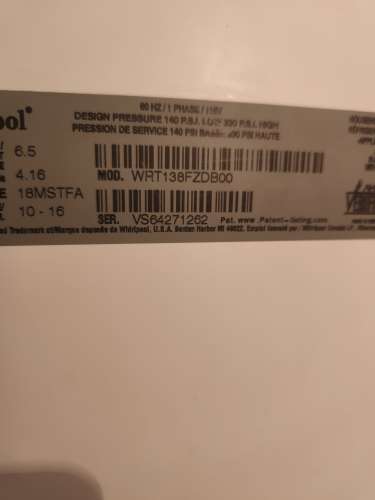 60 HZ / 1 PHASE / 115V
DESIGN PRESSURE 140 P.S.I. LOW 300 P.S.I. HIGH
PRESSION DE SERVICE 140 PSI BASSE 300 PSI HAUTE
ool®
6.5
4.16
MOD. WRT138FZDB00
18MSTFA
10 - 16
SER. VS64271262 Pat. www.Patent-listing.com
ed Trademark of/Marque déposée de Whirlpool, U.S.A. Benton Harbor MI 49022.